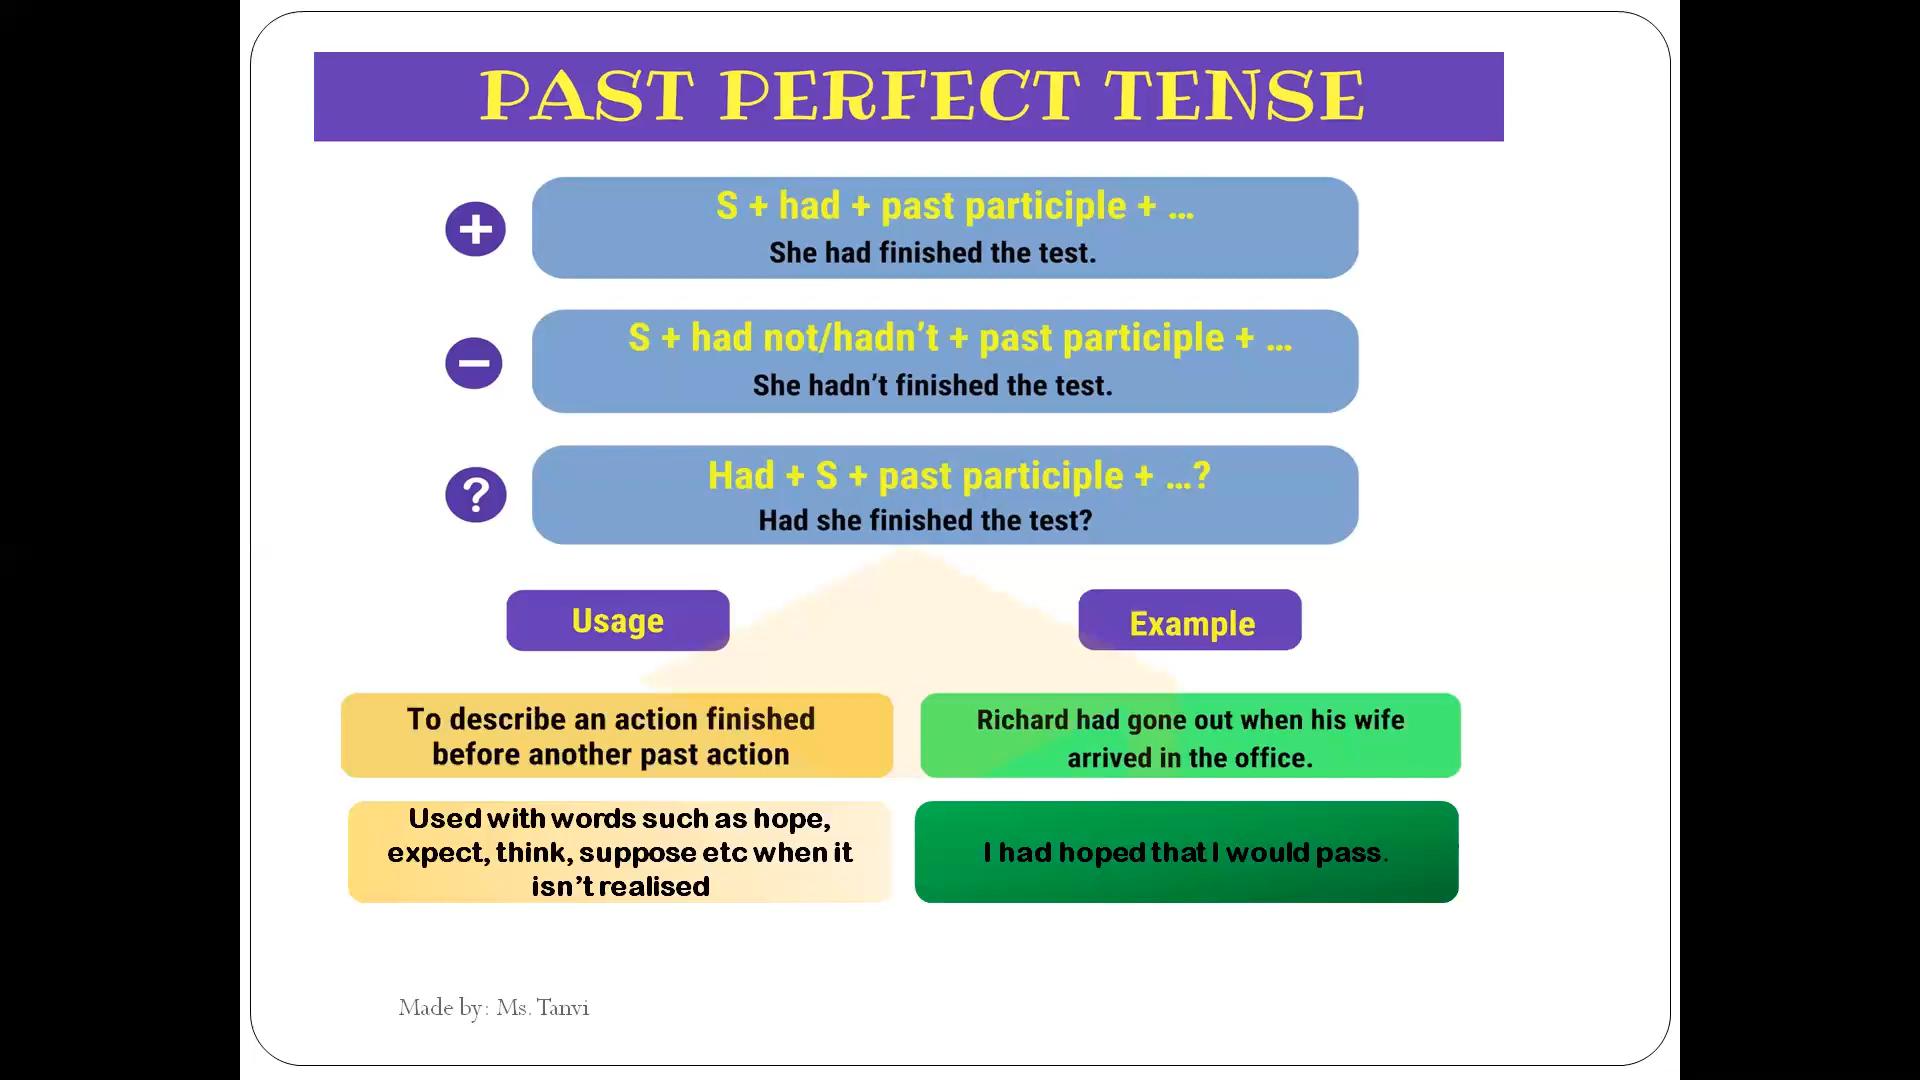 PAST PERFECT TENSE
+
S + had + past participle + ...
She had finished the test.
−
S + had not/hadn’t + past participle + ...
She hadn’t finished the test.
?
Had + S + past participle + ...?
Had she finished the test?
Usage
Example
To describe an action finished
before another past action
Richard had gone out when his wife
arrived in the office.
Used with words such as hope,
expect, think, suppose etc when it
isn’t realised
I had hoped that I would pass.
Made by: Ms. Tanvi